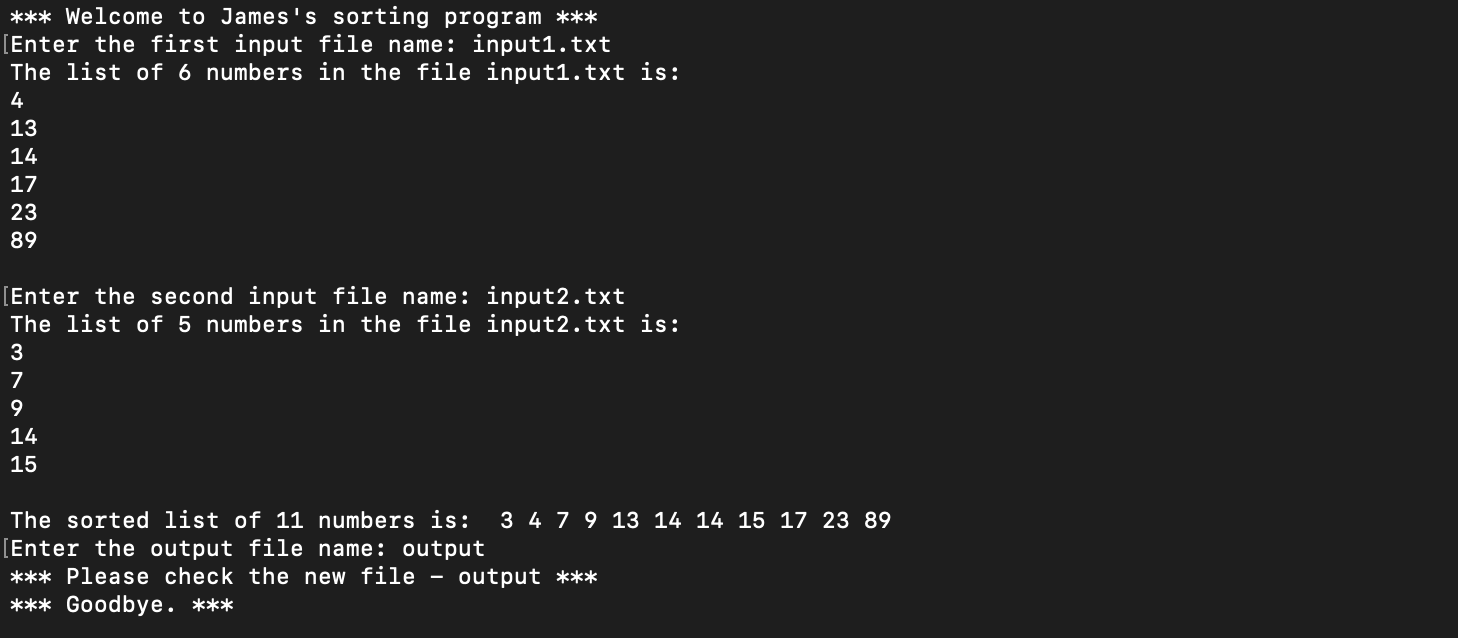 *** Welcome to James's sorting program ***
[Enter the first input file name: input1.txt
The list of 6 numbers in the file input1.txt is:
4
13
14
17
23
89
[Enter the second input file name: input2.txt
The list of 5 numbers in the file input2.txt is:
3
7
9
14
15
The sorted list of 11 numbers is:  3 4 7 9 13 14 14 15 17 23 89
[Enter the output file name: output
*** Please check the new file – output ***
*** Goodbye. ***